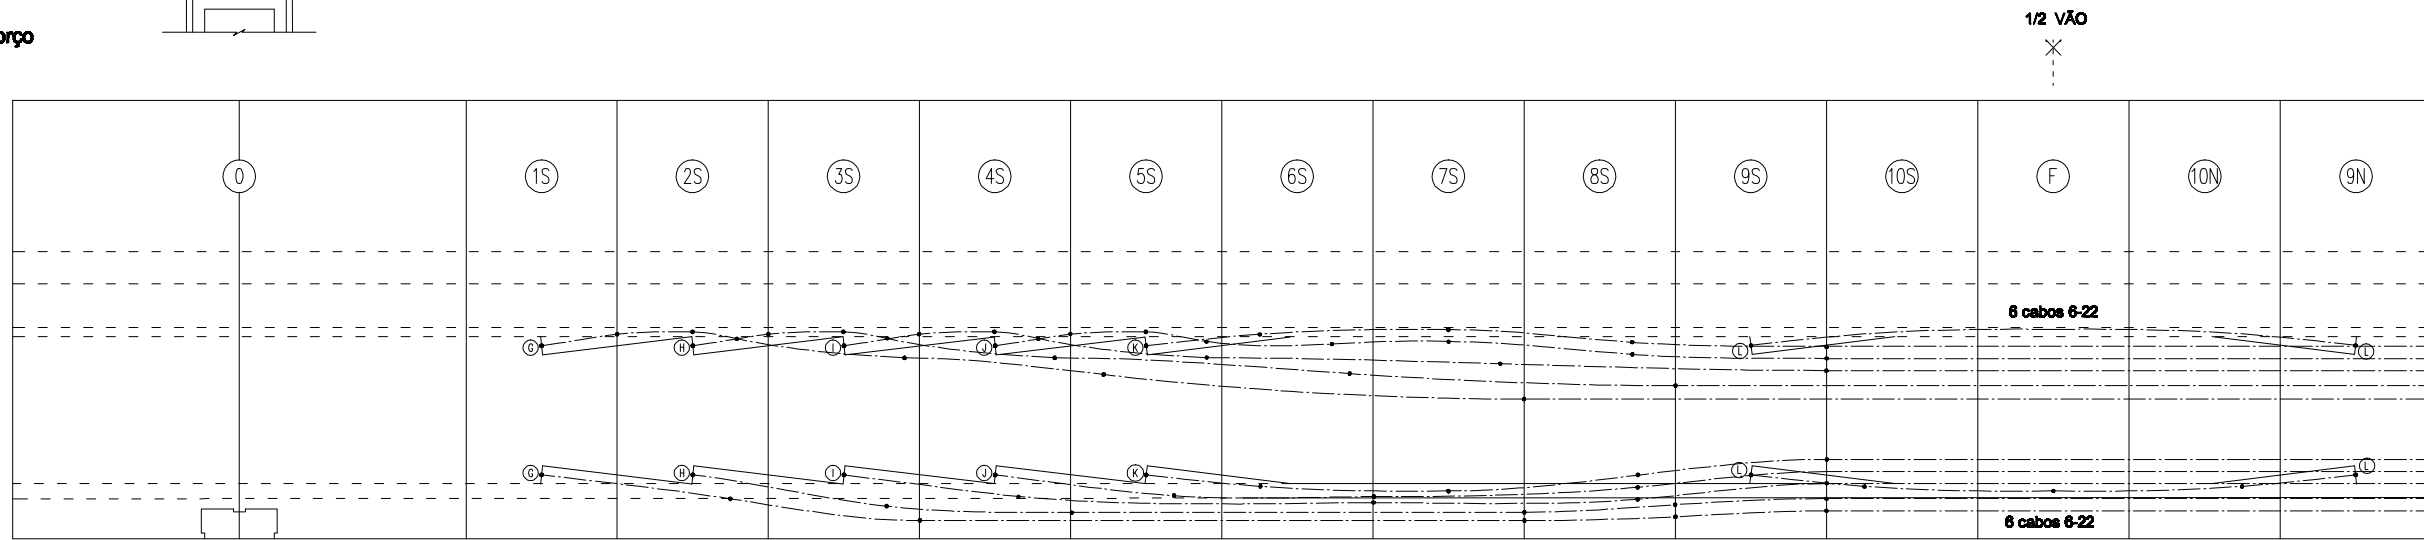 1/2 VÃO
orço
0 1S 2S 3S 4S 5S 6S 7S 8S 9S 10S F 10N 9N
6 cabos 6-22
G H I J K L L
G H I J K L L
6 cabos 6-22